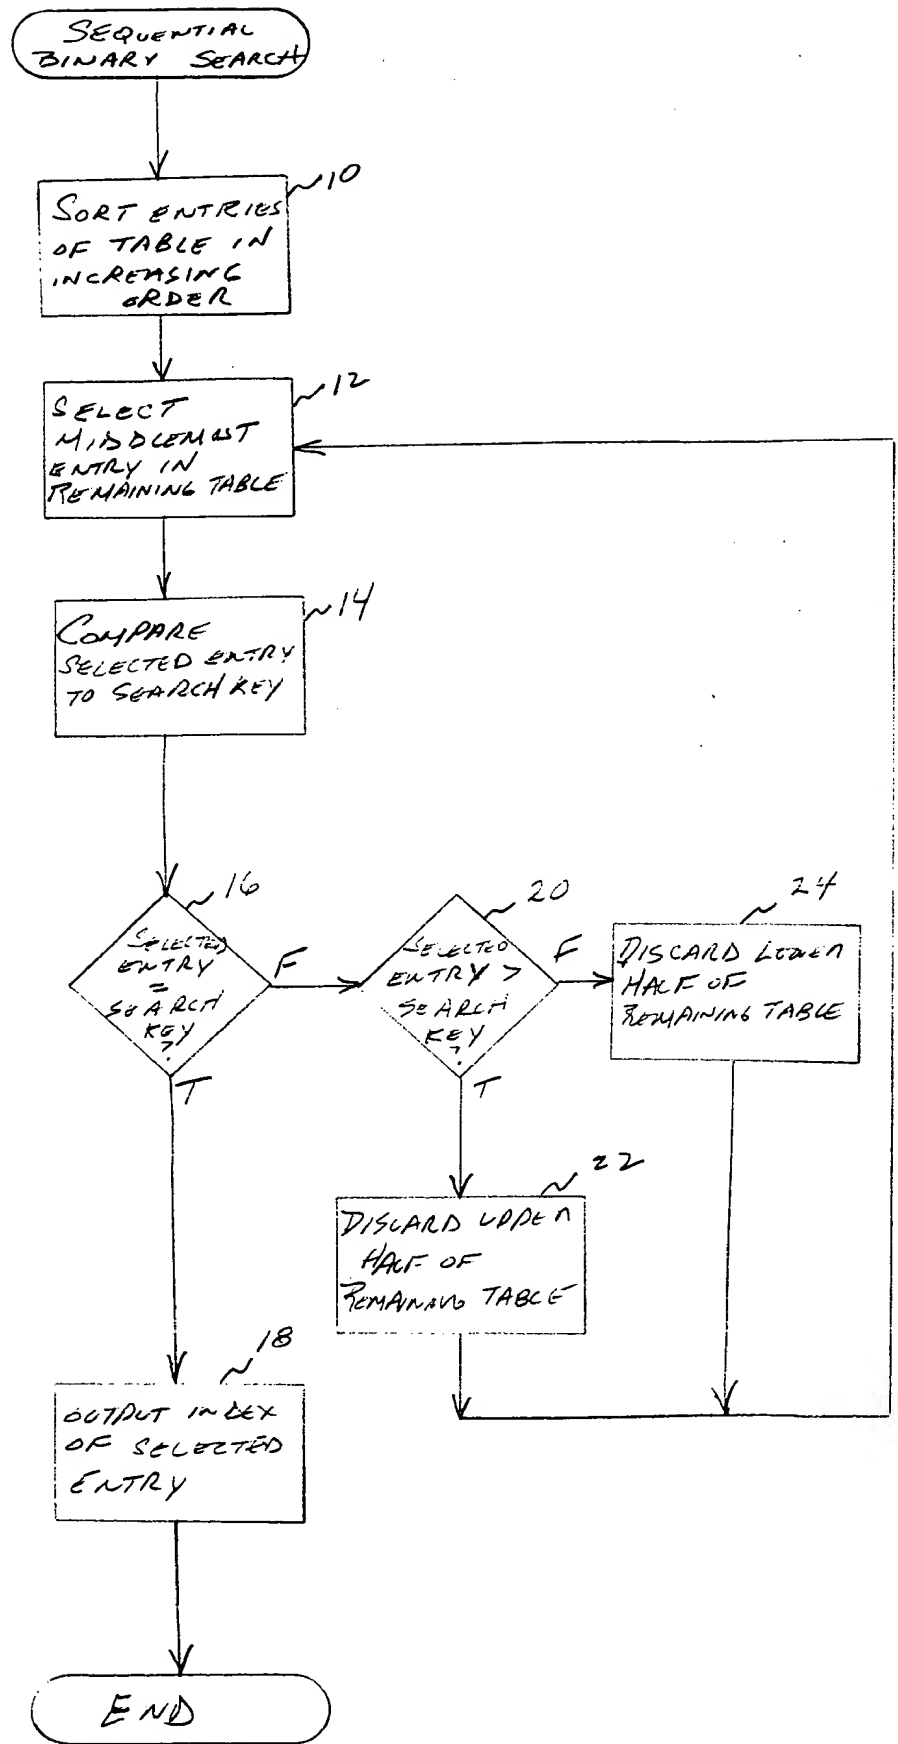 SEQUENTIAL
BINARY SEARCH
10
SORT ENTRIES
OF TABLE IN
INCREASING
ORDER
12
SELECT
MIDDLEMOST
ENTRY IN
REMAINING TABLE
14
COMPARE
SELECTED ENTRY
TO SEARCH KEY
16
SELECTED
ENTRY
=
SEARCH
KEY
?
F
T
20
SELECTED
ENTRY >
SEARCH
KEY
?
F
T
24
DISCARD LOWER
HALF OF
REMAINING TABLE
22
DISCARD UPPER
HALF OF
REMAINING TABLE
18
OUTPUT INDEX
OF SELECTED
ENTRY
END